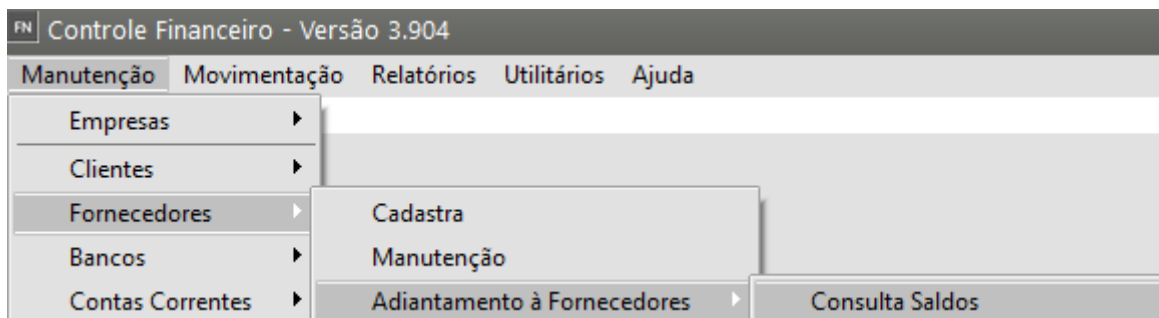 FN Controle Financeiro - Versão 3.904
Manutenção Movimentação Relatórios Utilitários Ajuda
Empresas
Clientes
Fornecedores Cadastra
Bancos Manutenção
Contas Correntes Adiantamento à Fornecedores Consulta Saldos